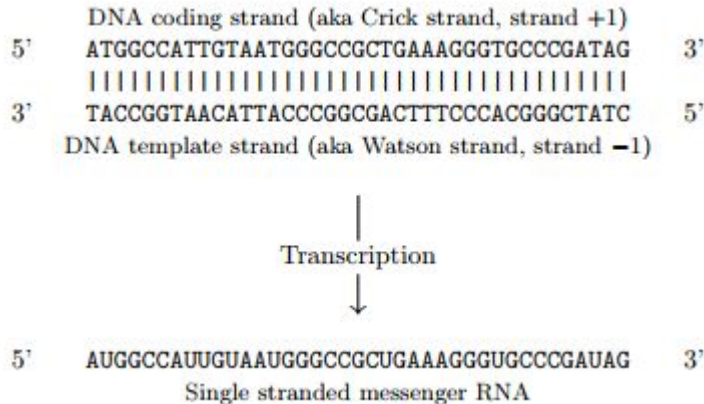 DNA coding strand (aka Crick strand, strand +1)
5’ ATGGCCATTGTAATGGGCCGCTGAAAGGGTGCCCGATAG 3’
|||||||||||||||||||||||||||||||||||||||
3’ TACCGGTAACATTACCCGGCGACTTTCCCACGGGCTATC 5’
DNA template strand (aka Watson strand, strand −1)
Transcription
5’ AUGGCCAUUGUAAUGGGCCGCUGAAAGGGUGCCCGAUAG 3’
Single stranded messenger RNA